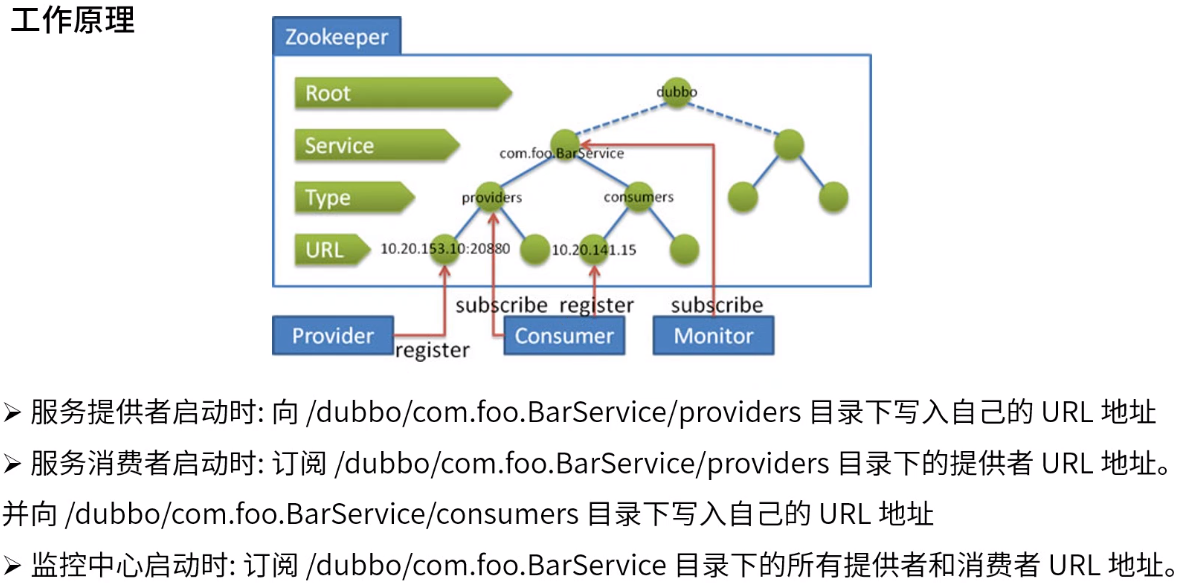 工作原理
Zookeeper
Root
dubbo
Service
com.foo.BarService
Type
providers
consumers
URL
10.20.153.10:20880
10.20.141.15
subscribe
register
subscribe
Provider
Consumer
Monitor
register
➢ 服务提供者启动时: 向 /dubbo/com.foo.BarService/providers 目录下写入自己的 URL 地址
➢ 服务消费者启动时: 订阅 /dubbo/com.foo.BarService/providers 目录下的提供者 URL 地址。
并向 /dubbo/com.foo.BarService/consumers 目录下写入自己的 URL 地址
➢ 监控中心启动时: 订阅 /dubbo/com.foo.BarService 目录下的所有提供者和消费者 URL 地址。